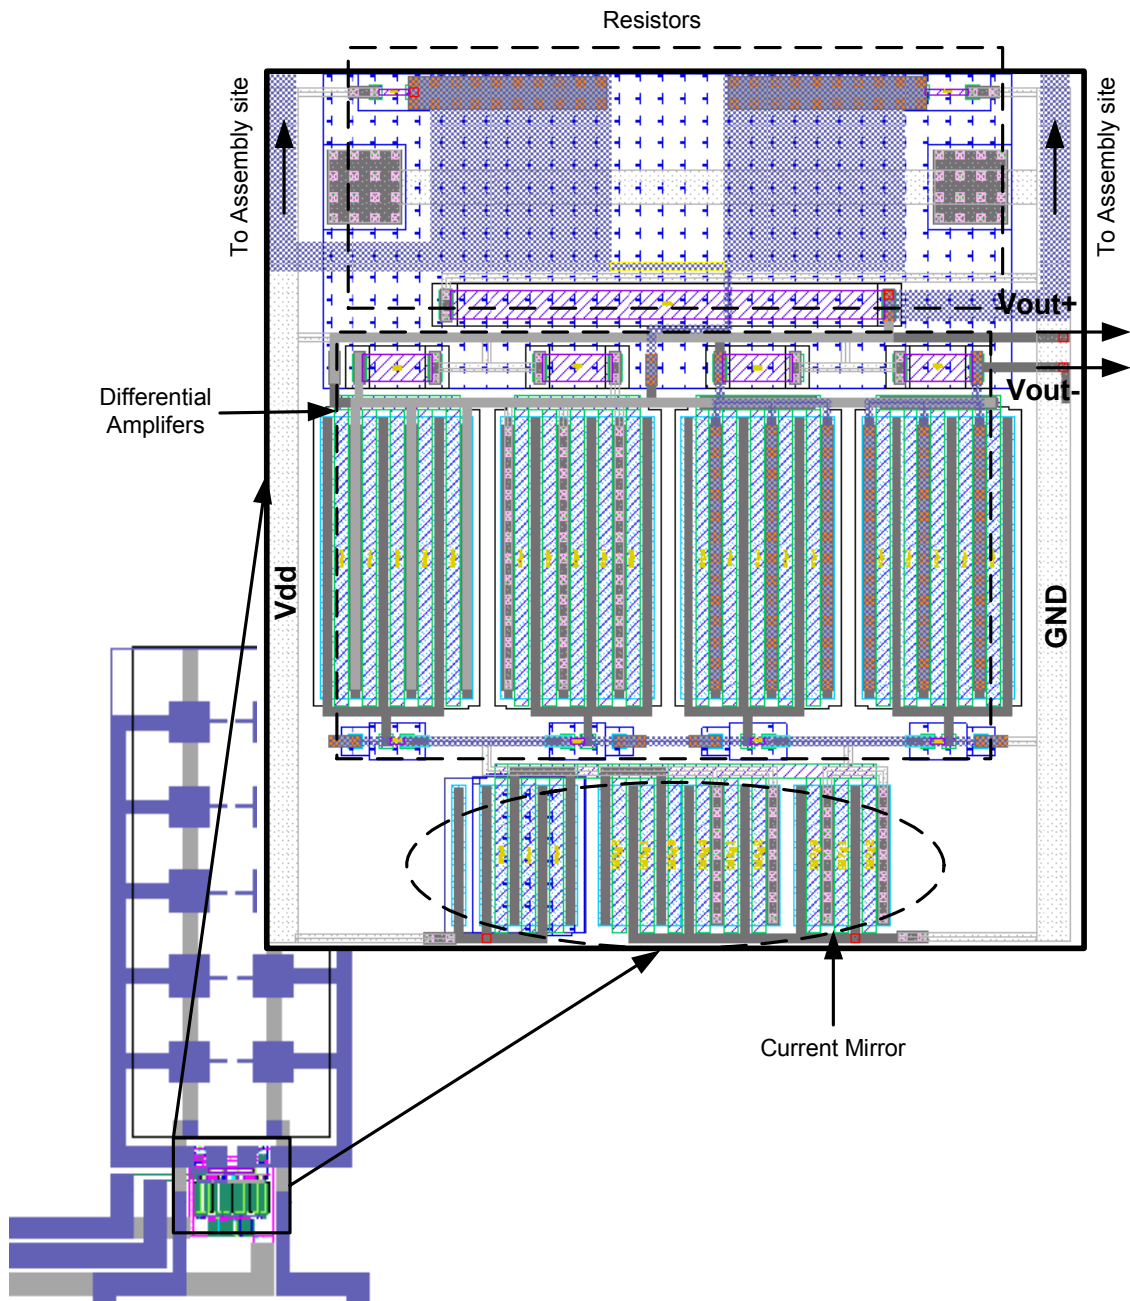 Resistors
To Assembly site
To Assembly site
Vout+
Vout-
Differential
Amplifers
Vdd
GND
Current Mirror